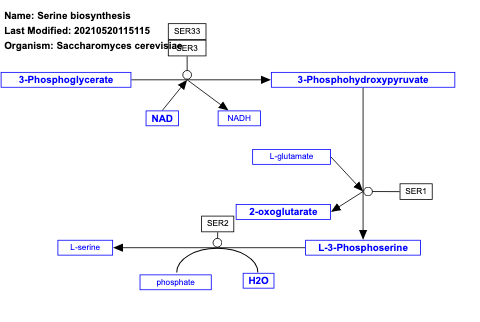 Name: Serine biosynthesis
Last Modified: 20210520115115
Organism: Saccharomyces cerevisiae
SER33
SER3
3-Phosphoglycerate
3-Phosphohydroxypyruvate
NAD
NADH
L-glutamate
SER1
2-oxoglutarate
SER2
L-serine
L-3-Phosphoserine
phosphate
H2O